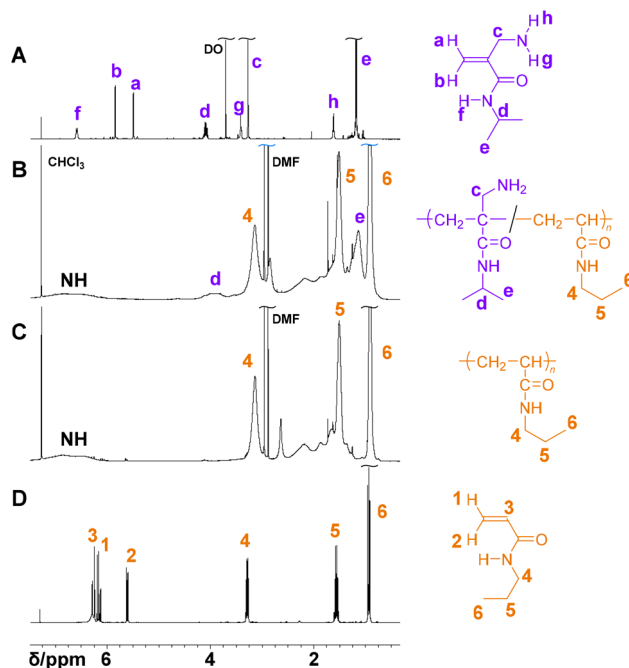 A
f
b
a
d
DO
g
c
h
e
h
c
H
N
H
g
a
H
b
H
O
H
N
f
d
e
B
CHCl3
NH
d
4
DMF
5
e
6
c
NH2
(CH2
C
CH2
CH)n
C=O
C=O
NH
NH
d
e
4
5
6
C
NH
4
DMF
5
6
(CH2
CH)n
C=O
NH
4
5
6
D
3
1
2
4
5
6
1
H
3
2
H
O
H
N
4
6
5
δ/ppm
6
4
2